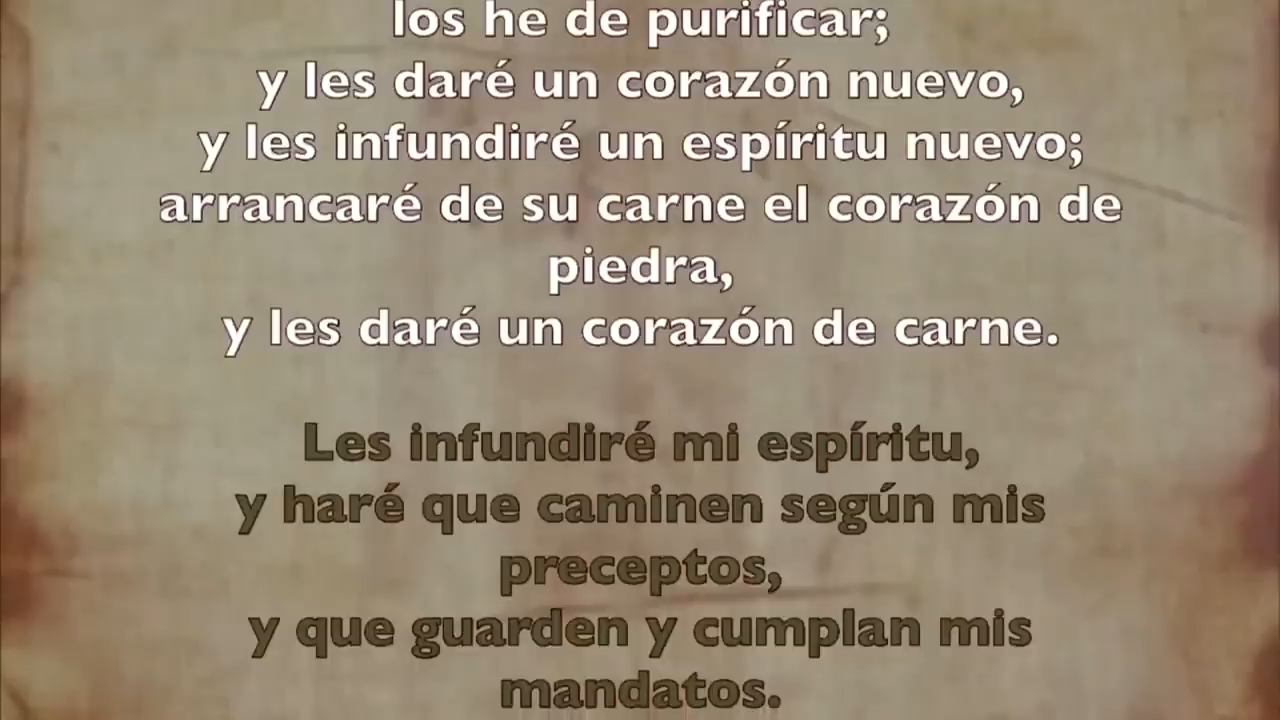 los he de purificar;
y les daré un corazón nuevo,
y les infundiré un espíritu nuevo;
arrancaré de su carne el corazón de
piedra,
y les daré un corazón de carne.
Les infundiré mi espíritu,
y haré que caminen según mis
preceptos,
y que guarden y cumplan mis
mandatos.